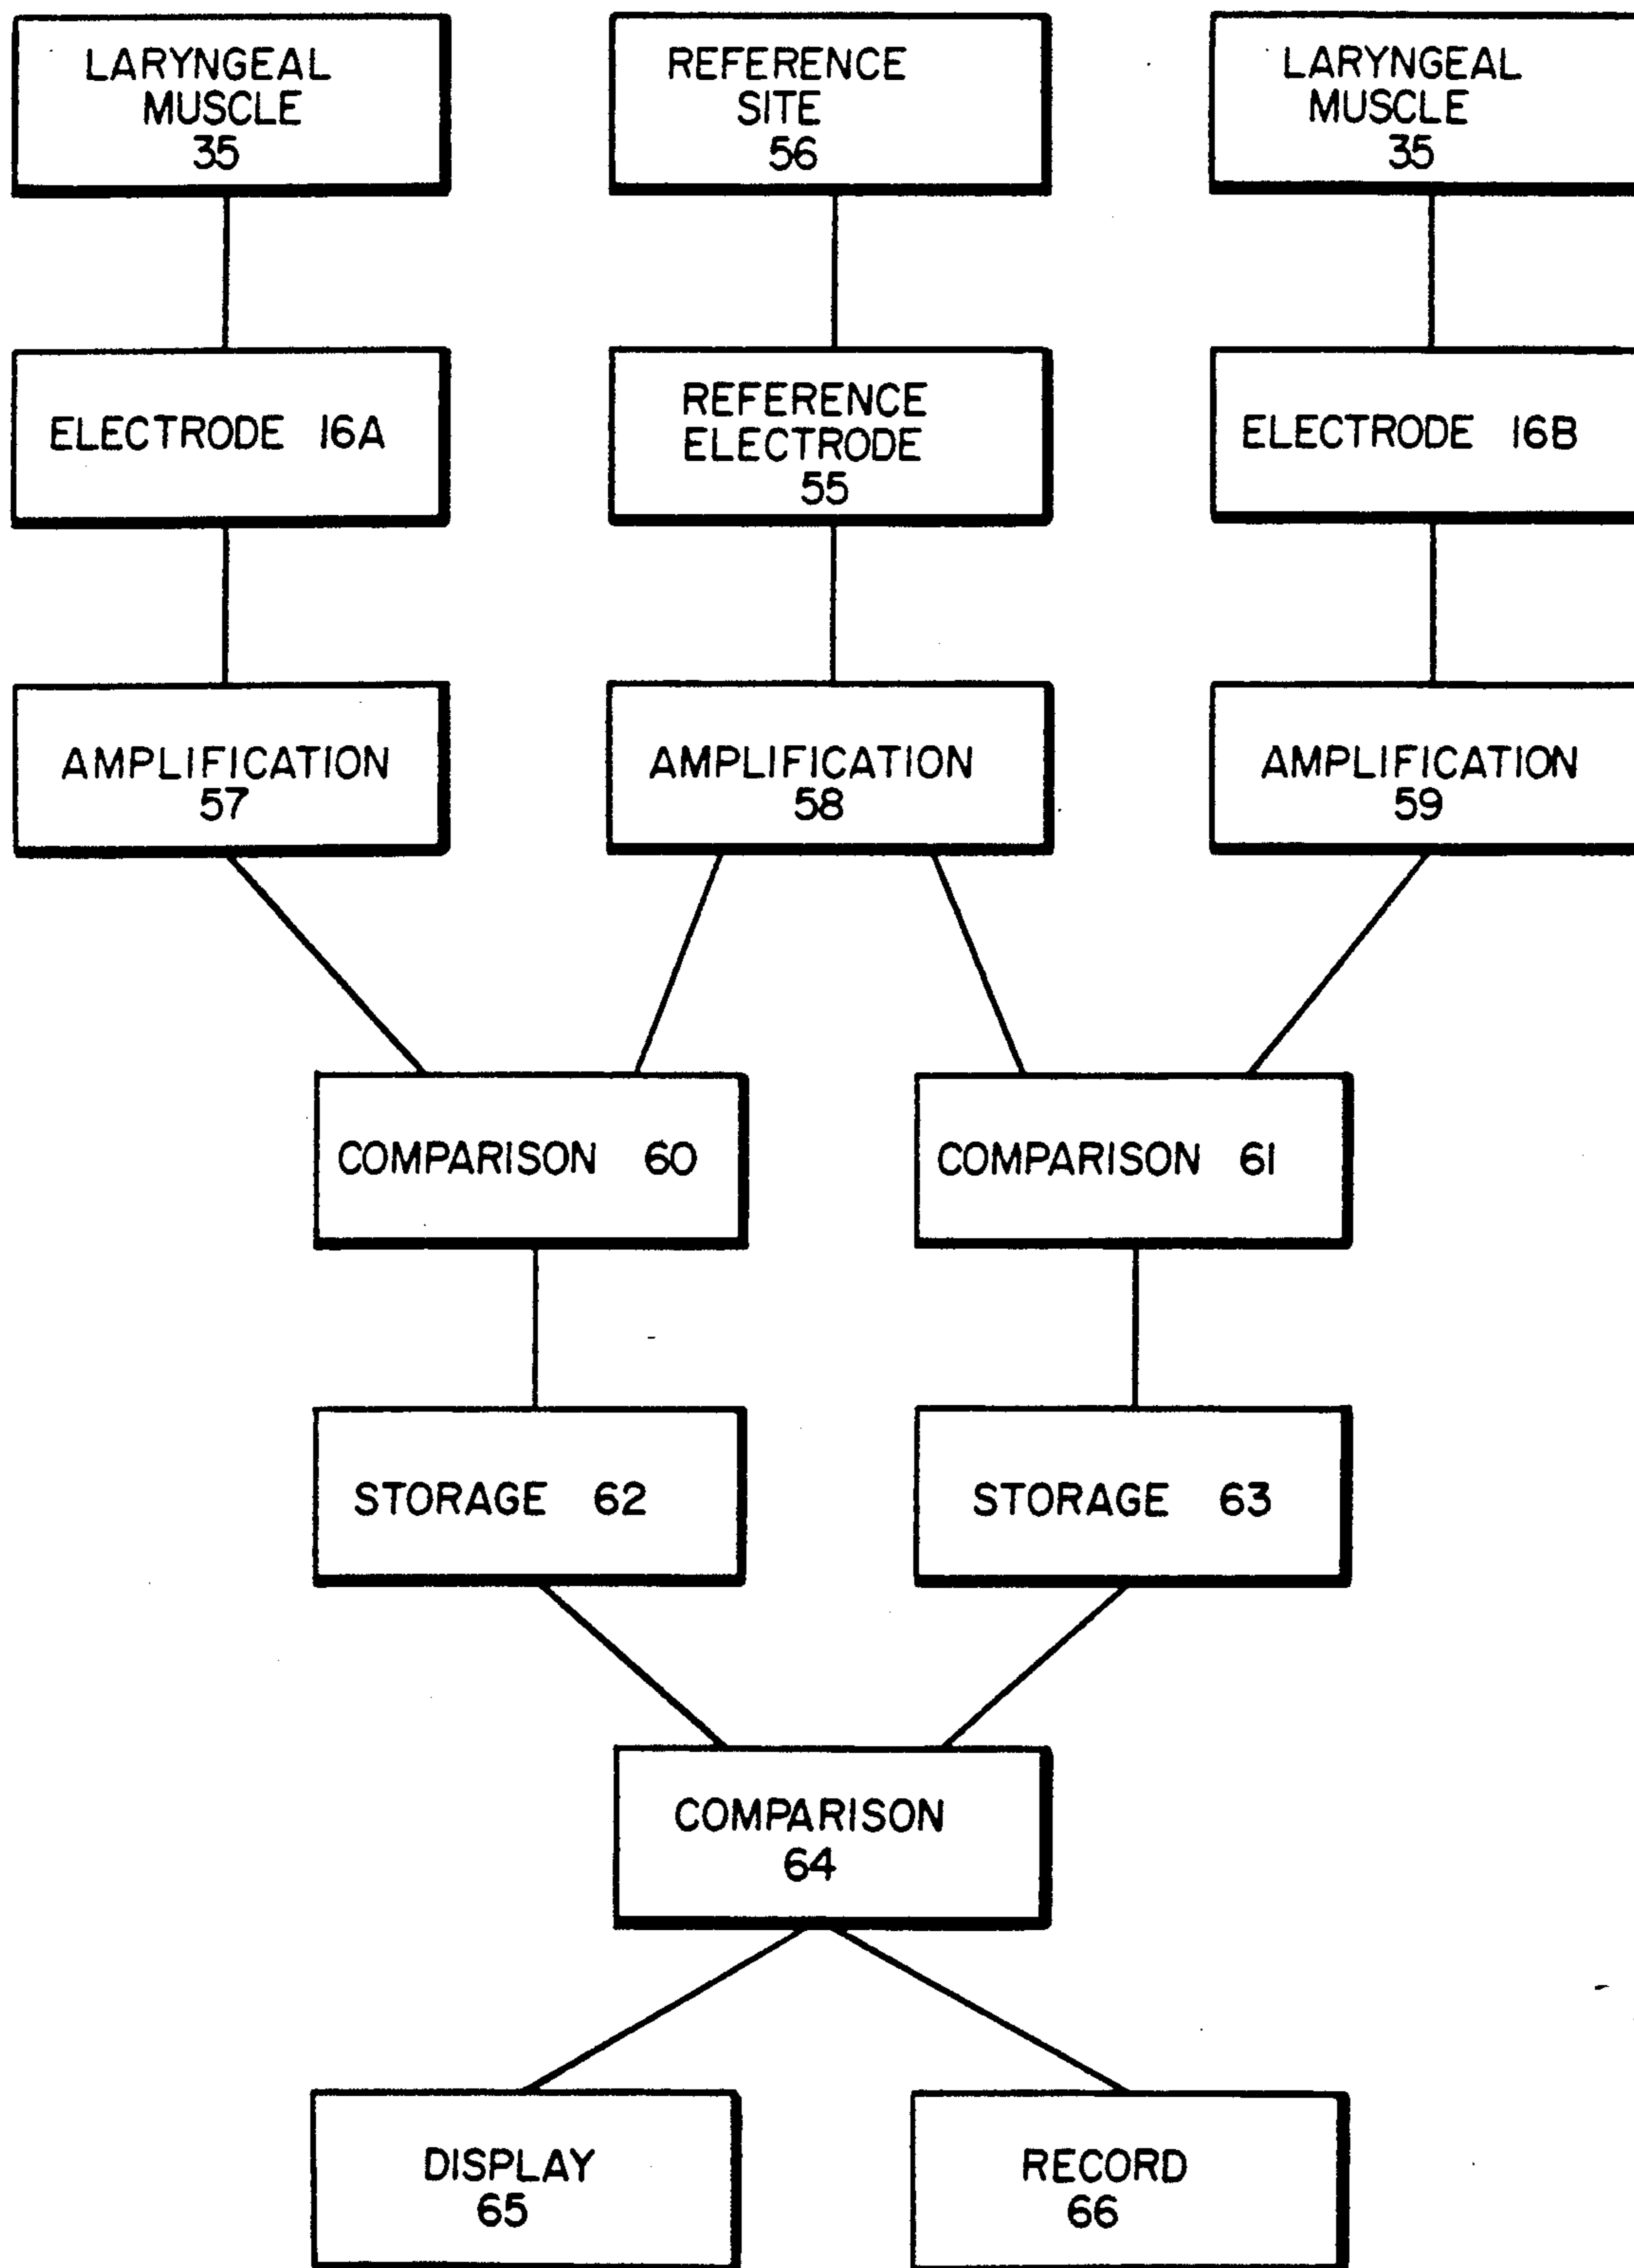 LARYNGEAL
MUSCLE
35
REFERENCE
SITE
56
LARYNGEAL
MUSCLE
35
ELECTRODE 16A
REFERENCE
ELECTRODE
55
ELECTRODE 16B
AMPLIFICATION
57
AMPLIFICATION
58
AMPLIFICATION
59
COMPARISON 60
COMPARISON 61
STORAGE 62
STORAGE 63
COMPARISON
64
DISPLAY
65
RECORD
66